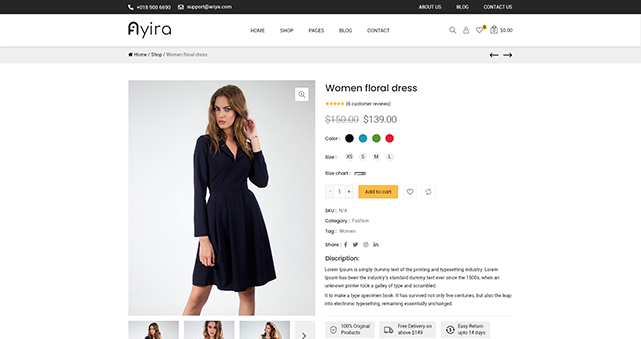 +018 900 6690 support@ariya.com ABOUT US BLOG CONTACT US
Ayira HOME SHOP PAGES BLOG CONTACT 0 $0.00
Home / Shop / Women floral dress
Women floral dress
(6 customer reviews)
$150.00 $139.00
Color :
Size : XS S M L
Size chart :
- 1 + Add to cart
SKU : N/A
Category : Fashion
Tag : Women
Share :
Discription:
Lorem Ipsum is simply dummy text of the printing and typesetting industry. Lorem
Ipsum has been the industry's standard dummy text ever since the 1500s, when an
unknown printer took a galley of type and scrambled.
It to make a type specimen book. It has survived not only five centuries, but also the leap
into electronic typesetting, remaining essentially unchanged.
100% Original
Products
Free Delivery on
above $149
Easy Return
upto 14 days